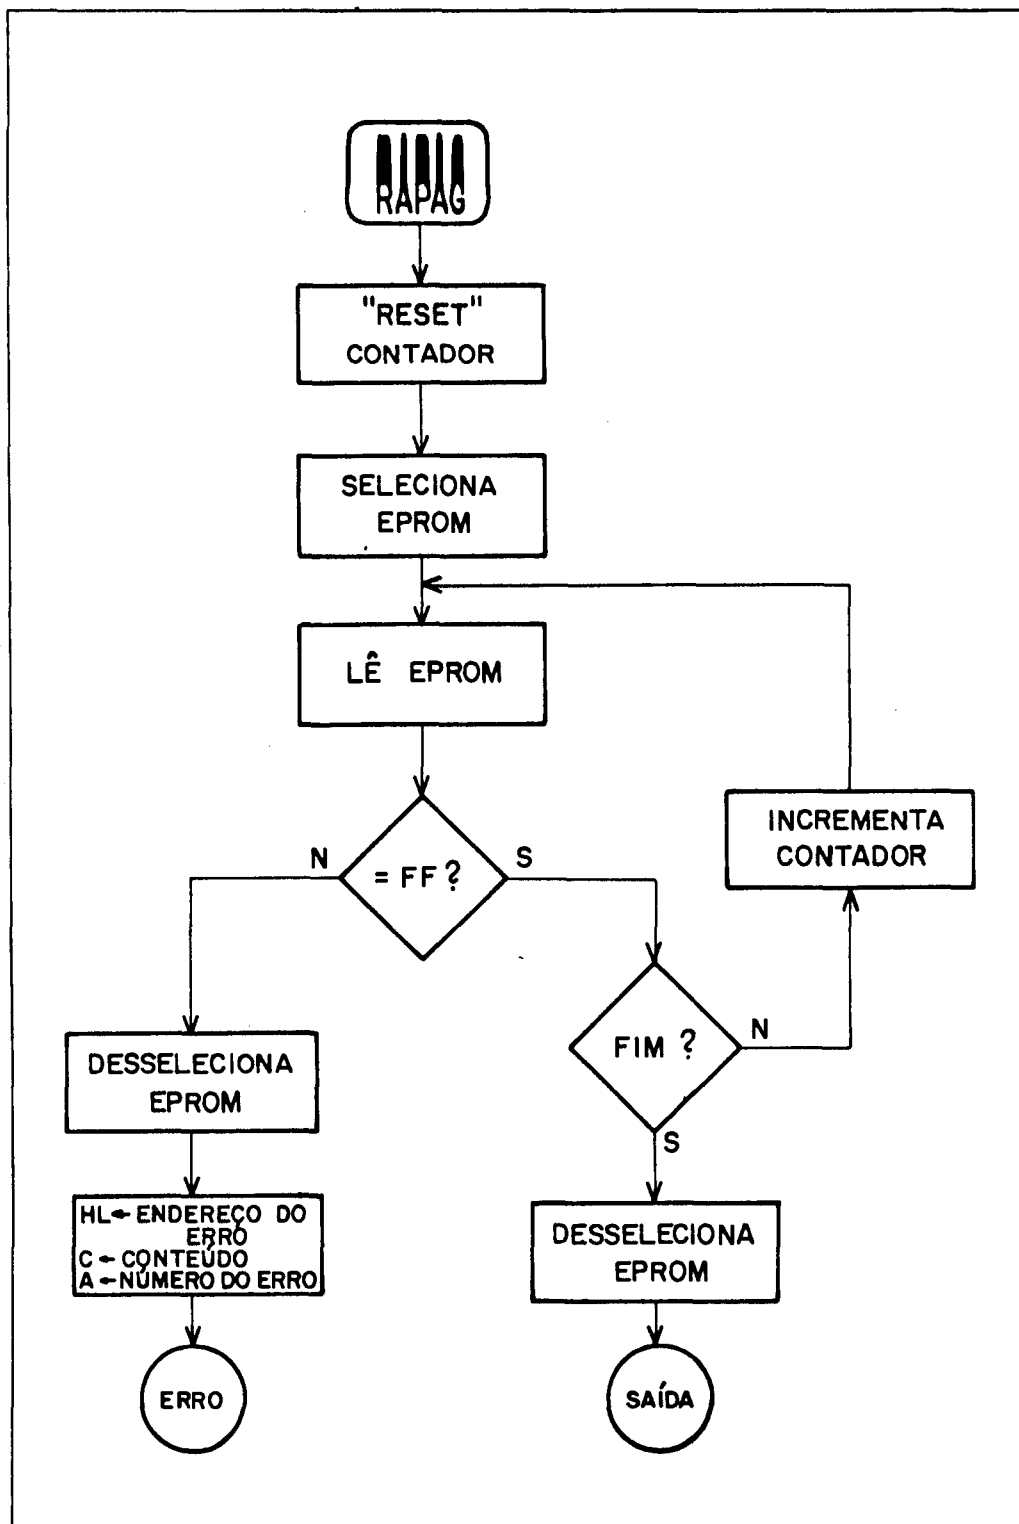 RAPAG
"RESET"
CONTADOR
SELECIONA
EPROM
LÊ EPROM
INCREMENTA
CONTADOR
N
= FF ?
S
FIM ?
N
S
DESSELECIONA
EPROM
HL← ENDEREÇO DO
ERRO
C ← CONTEÚDO
A ← NÚMERO DO ERRO
ERRO
DESSELECIONA
EPROM
SAÍDA